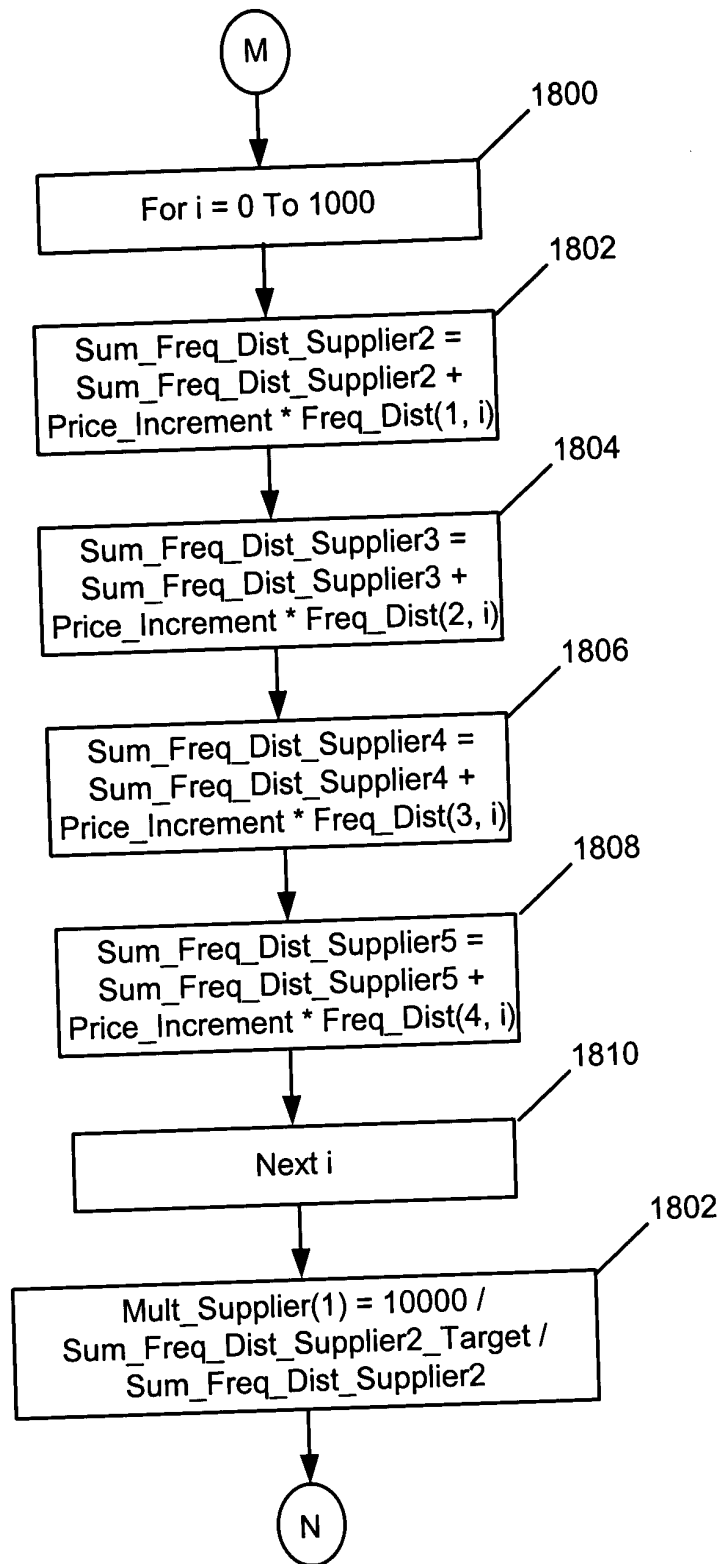 M
1800
For i = 0 To 1000
1802
Sum_Freq_Dist_Supplier2 =
Sum_Freq_Dist_Supplier2 +
Price_Increment * Freq_Dist(1, i)
1804
Sum_Freq_Dist_Supplier3 =
Sum_Freq_Dist_Supplier3 +
Price_Increment * Freq_Dist(2, i)
1806
Sum_Freq_Dist_Supplier4 =
Sum_Freq_Dist_Supplier4 +
Price_Increment * Freq_Dist(3, i)
1808
Sum_Freq_Dist_Supplier5 =
Sum_Freq_Dist_Supplier5 +
Price_Increment * Freq_Dist(4, i)
1810
Next i
1802
Mult_Supplier(1) = 10000 /
Sum_Freq_Dist_Supplier2_Target /
Sum_Freq_Dist_Supplier2
N